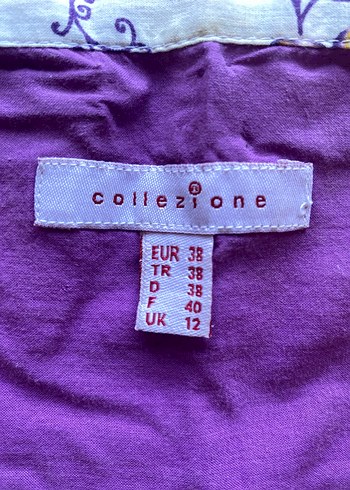 collezione
EUR 38
TR 38
D 38
F 40
UK 12